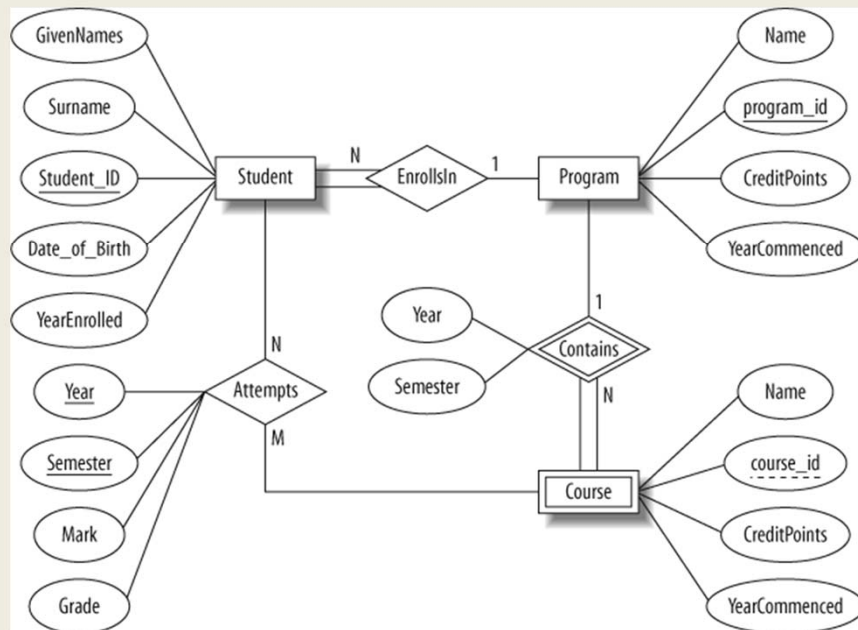 GivenNames
Surname
Student_ID
Date_of_Birth
YearEnrolled
Student
N
EnrollsIn
1
Program
Name
program_id
CreditPoints
YearCommenced
Year
Semester
1
Contains
N
N
Attempts
M
Year
Semester
Mark
Grade
Course
Name
course_id
CreditPoints
YearCommenced